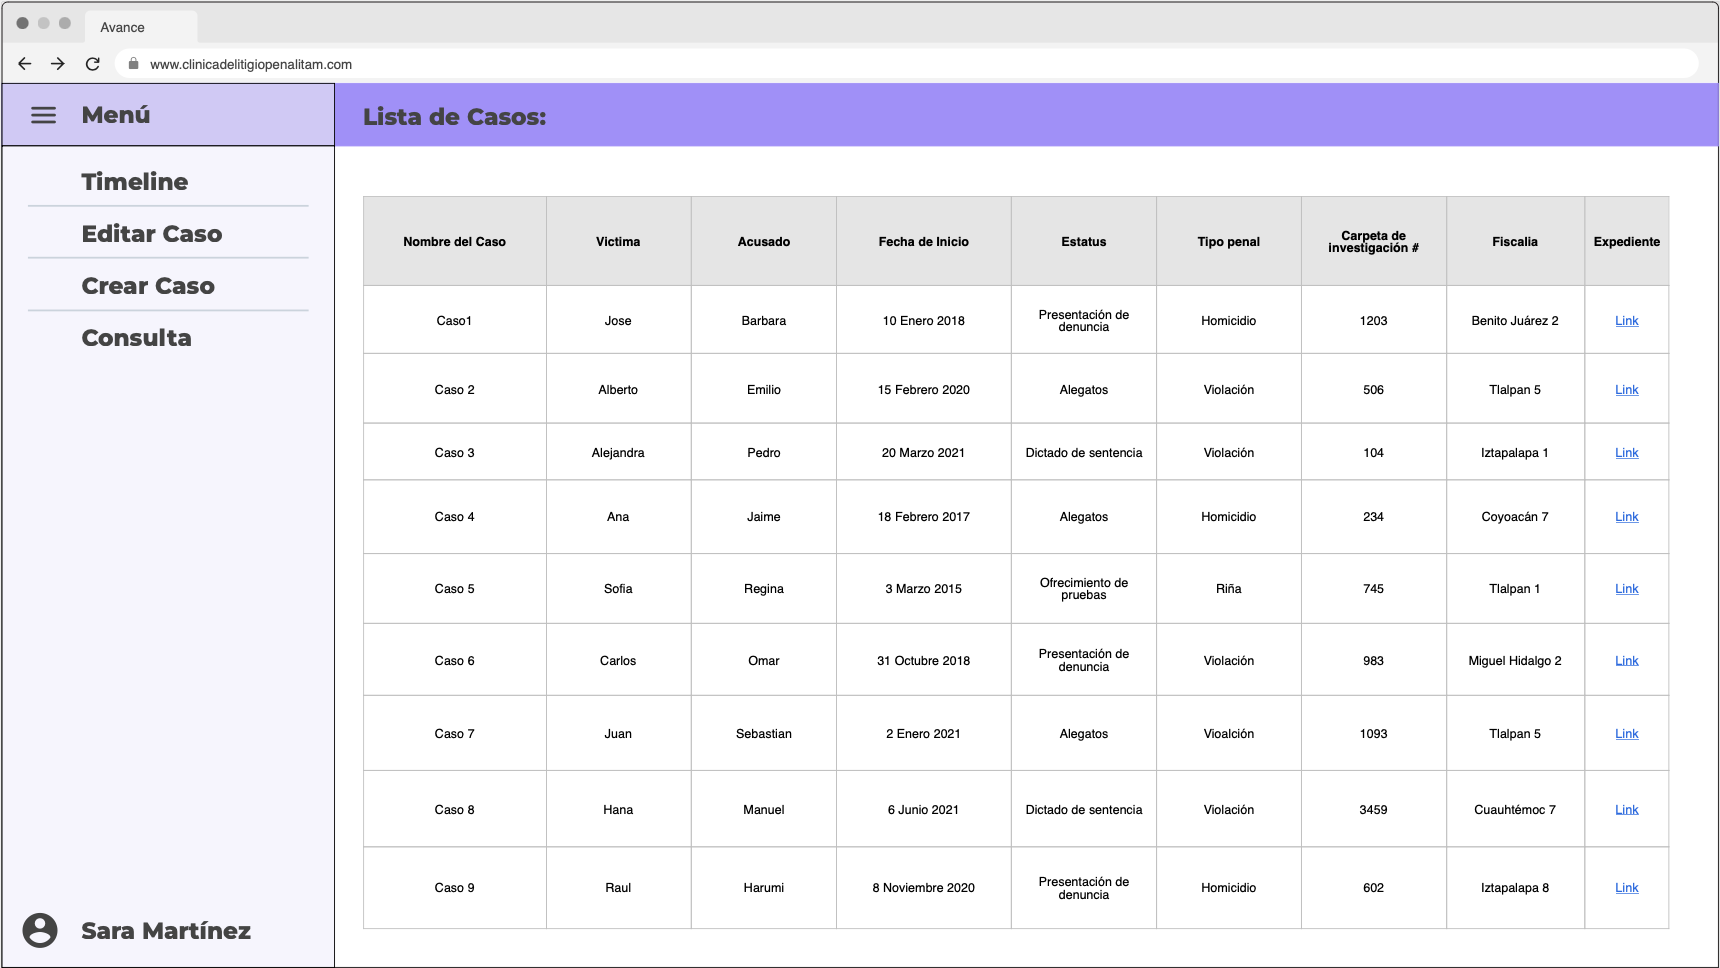 Avance
www.clinicadelitigiopenalitam.com
Menú
Lista de Casos:
Timeline
Editar Caso
Crear Caso
Consulta
Sara Martínez
Nombre del Caso Victima Acusado Fecha de Inicio Estatus Tipo penal Carpeta de investigación # Fiscalia Expediente
Caso1 Jose Barbara 10 Enero 2018 Presentación de denuncia Homicidio 1203 Benito Juárez 2 Link
Caso 2 Alberto Emilio 15 Febrero 2020 Alegatos Violación 506 Tlalpan 5 Link
Caso 3 Alejandra Pedro 20 Marzo 2021 Dictado de sentencia Violación 104 Iztapalapa 1 Link
Caso 4 Ana Jaime 18 Febrero 2017 Alegatos Homicidio 234 Coyoacán 7 Link
Caso 5 Sofia Regina 3 Marzo 2015 Ofrecimiento de pruebas Riña 745 Tlalpan 1 Link
Caso 6 Carlos Omar 31 Octubre 2018 Presentación de denuncia Violación 983 Miguel Hidalgo 2 Link
Caso 7 Juan Sebastian 2 Enero 2021 Alegatos Vioalción 1093 Tlalpan 5 Link
Caso 8 Hana Manuel 6 Junio 2021 Dictado de sentencia Violación 3459 Cuauhtémoc 7 Link
Caso 9 Raul Harumi 8 Noviembre 2020 Presentación de denuncia Homicidio 602 Iztapalapa 8 Link